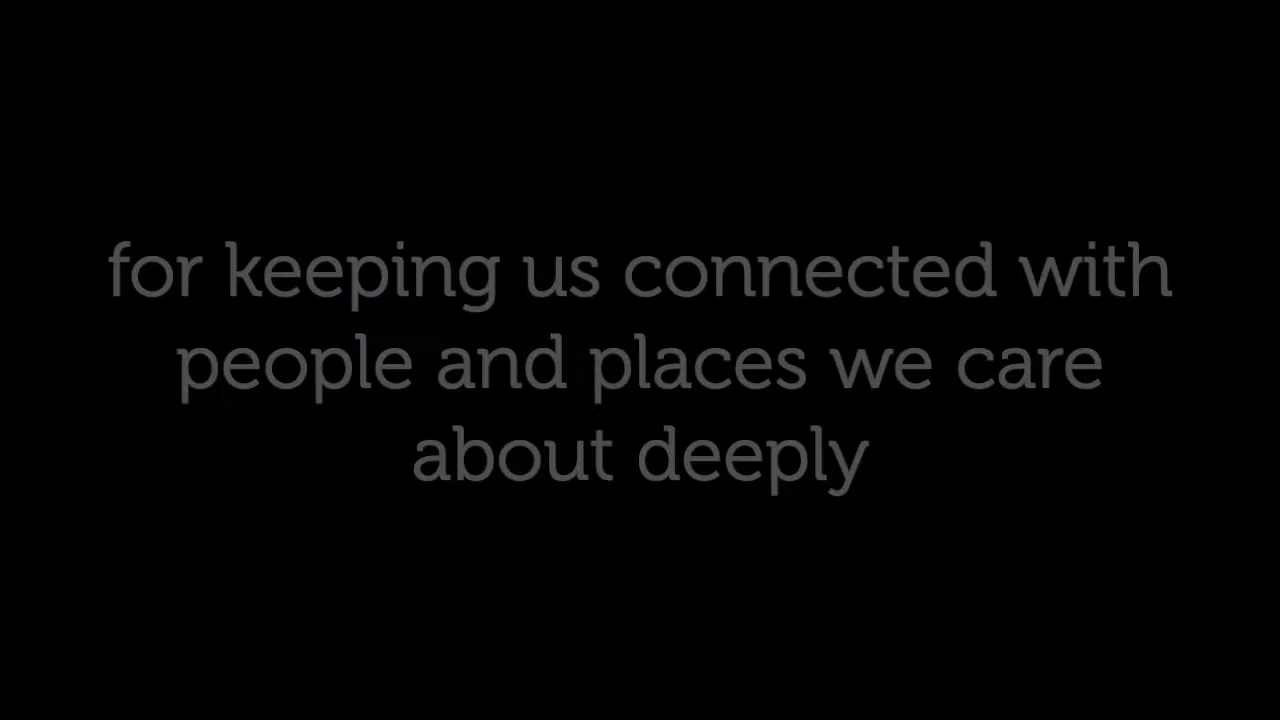 for keeping us connected with
people and places we care
about deeply